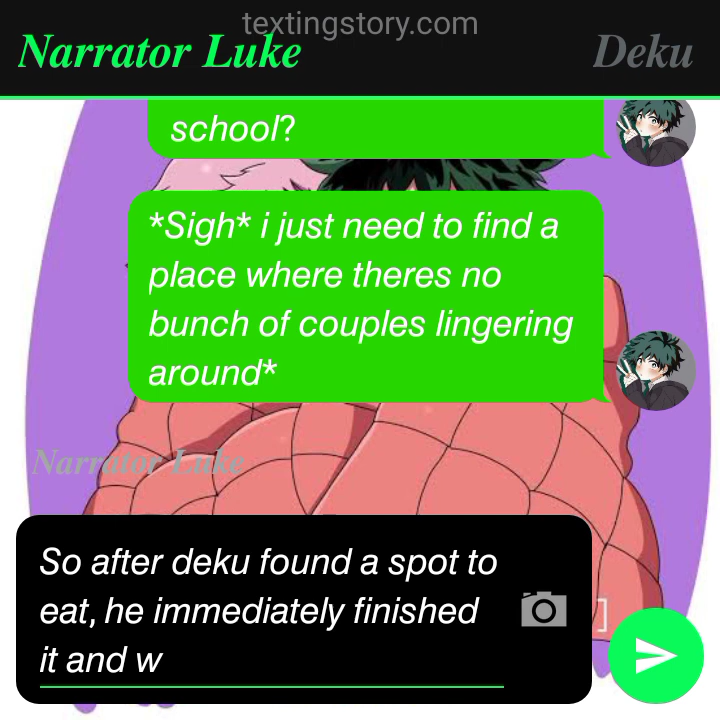 textingstory.com
Narrator Luke
Deku
school?
*Sigh* i just need to find a
place where theres no
bunch of couples lingering
around*
Narrator Luke
So after deku found a spot to
eat, he immediately finished
it and w